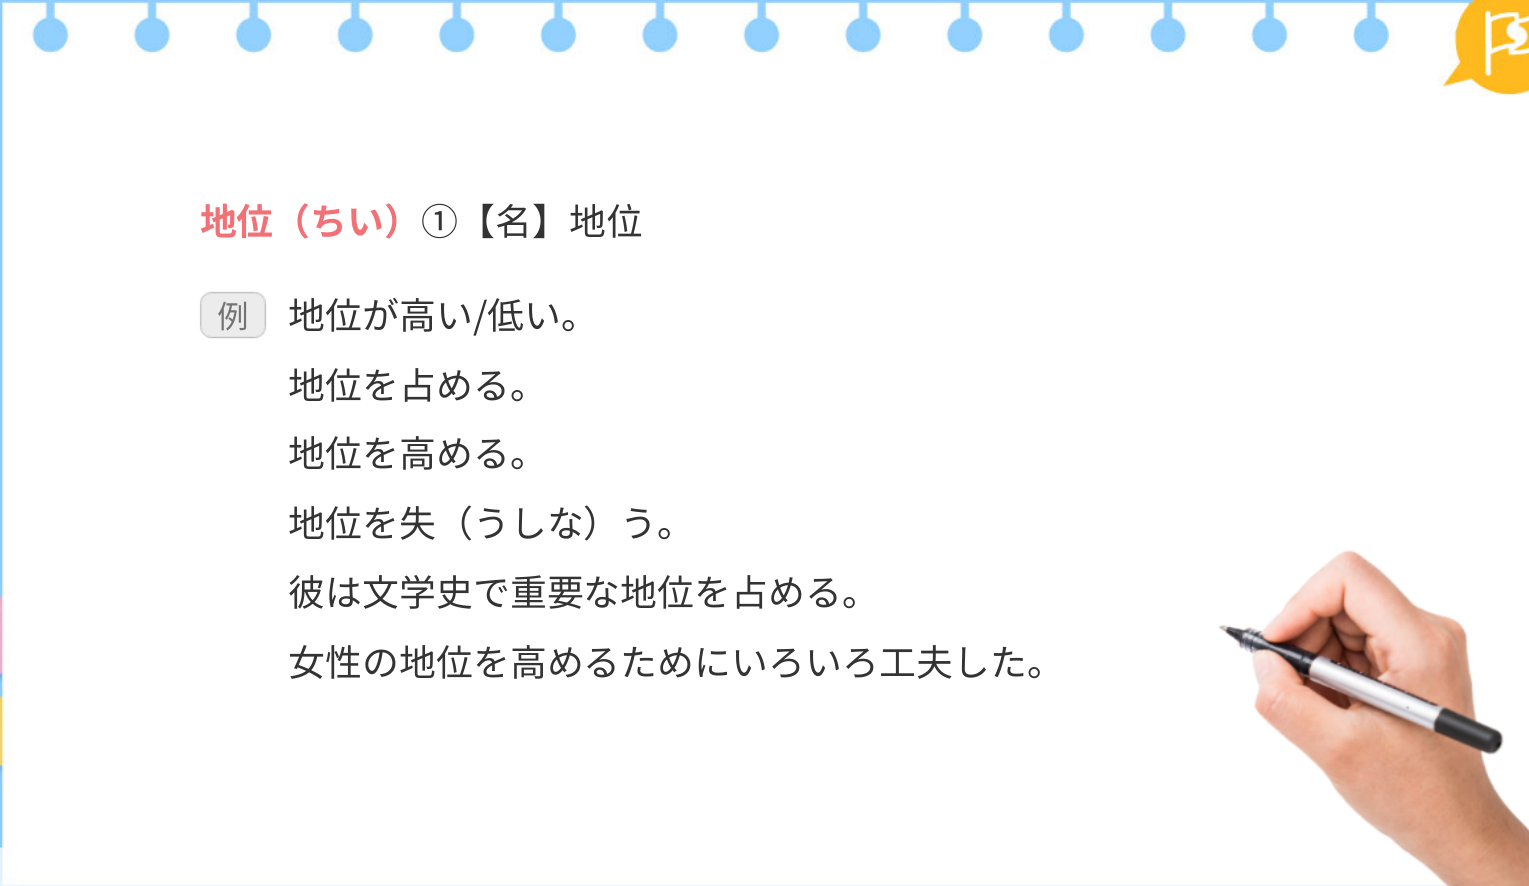 地位（ちい）①【名】地位
例 地位が高い/低い。
地位を占める。
地位を高める。
地位を失（うしな）う。
彼は文学史で重要な地位を占める。
女性の地位を高めるためにいろいろ工夫した。